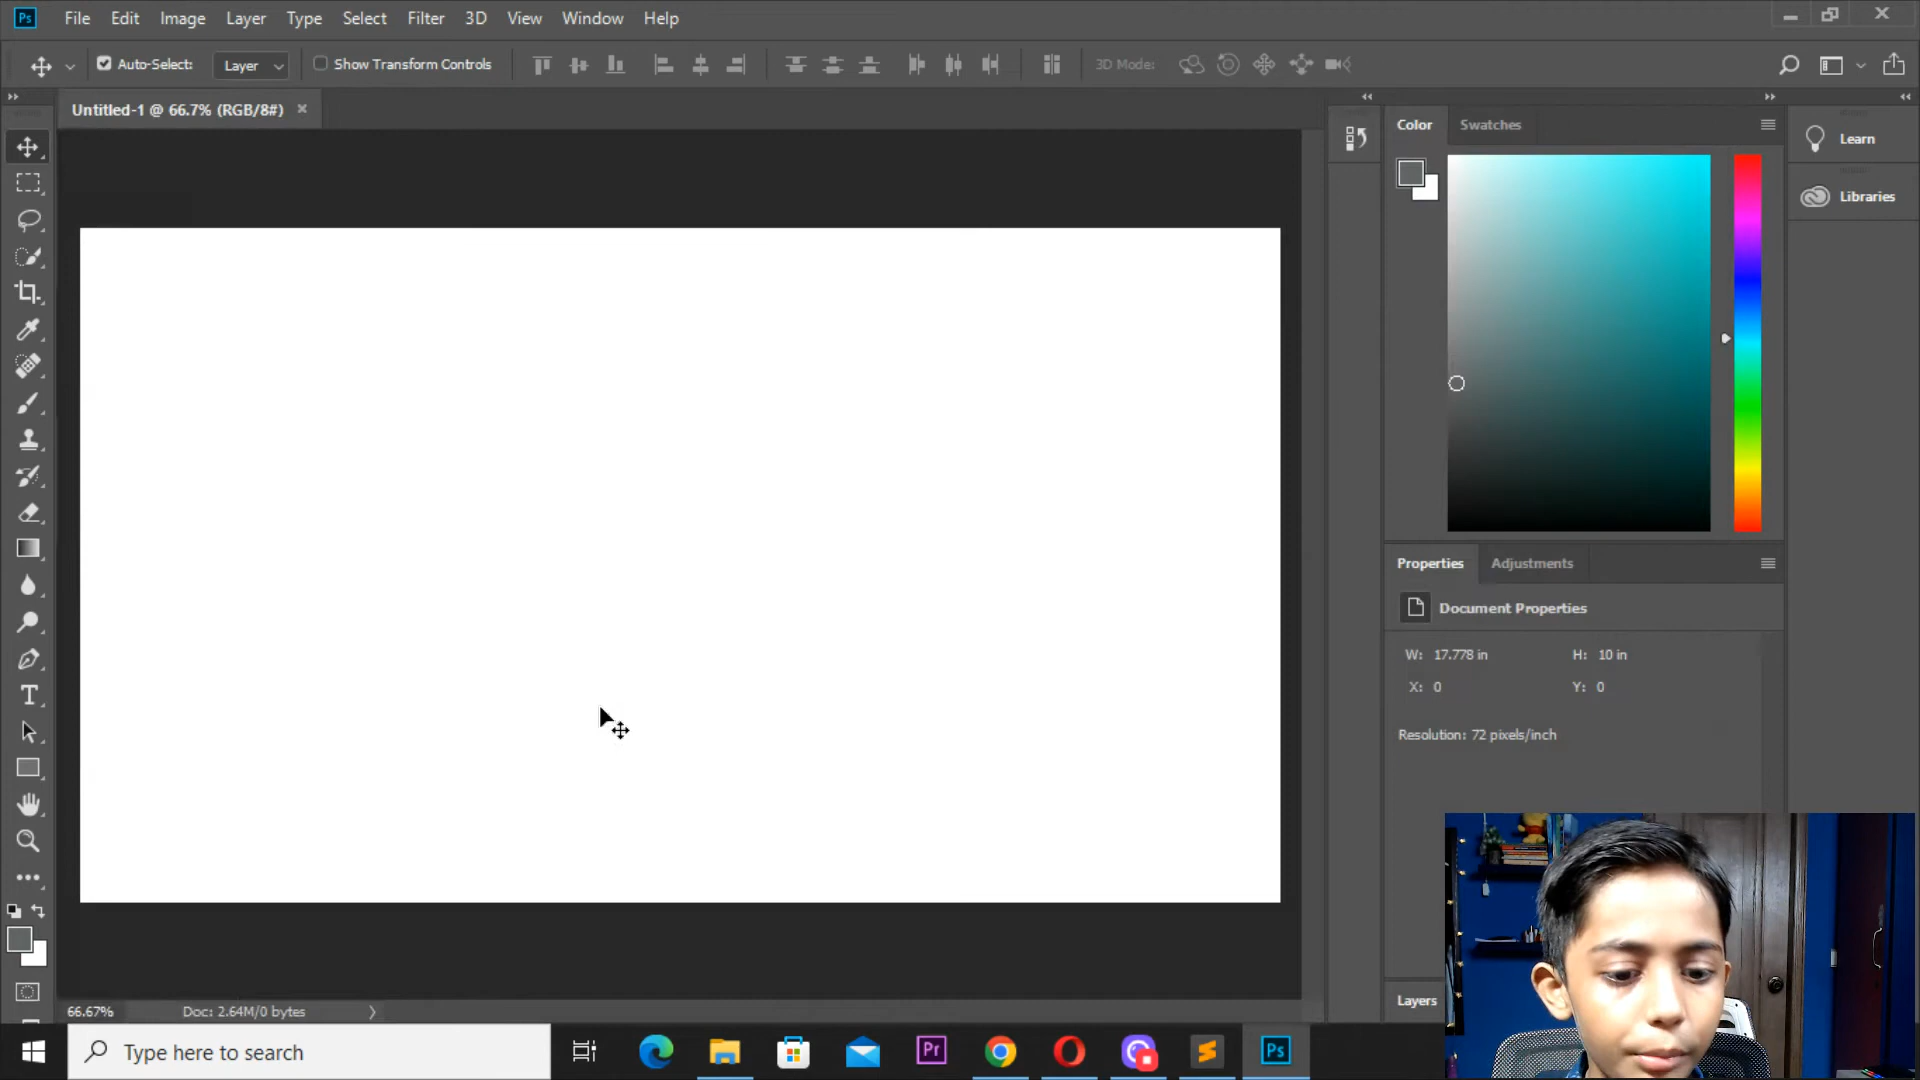 Ps File Edit Image Layer Type Select Filter 3D View Window Help
Auto-Select: Layer Show Transform Controls 3D Mode:
Untitled-1 @ 66.7% (RGB/8#)
Color Swatches
Learn
Libraries
Properties Adjustments
Document Properties
W: 17.778 in H: 10 in
X: 0 Y: 0
Resolution: 72 pixels/inch
T
Layers
66.67% Doc: 2.64M/0 bytes
Type here to search
Pr
Ps